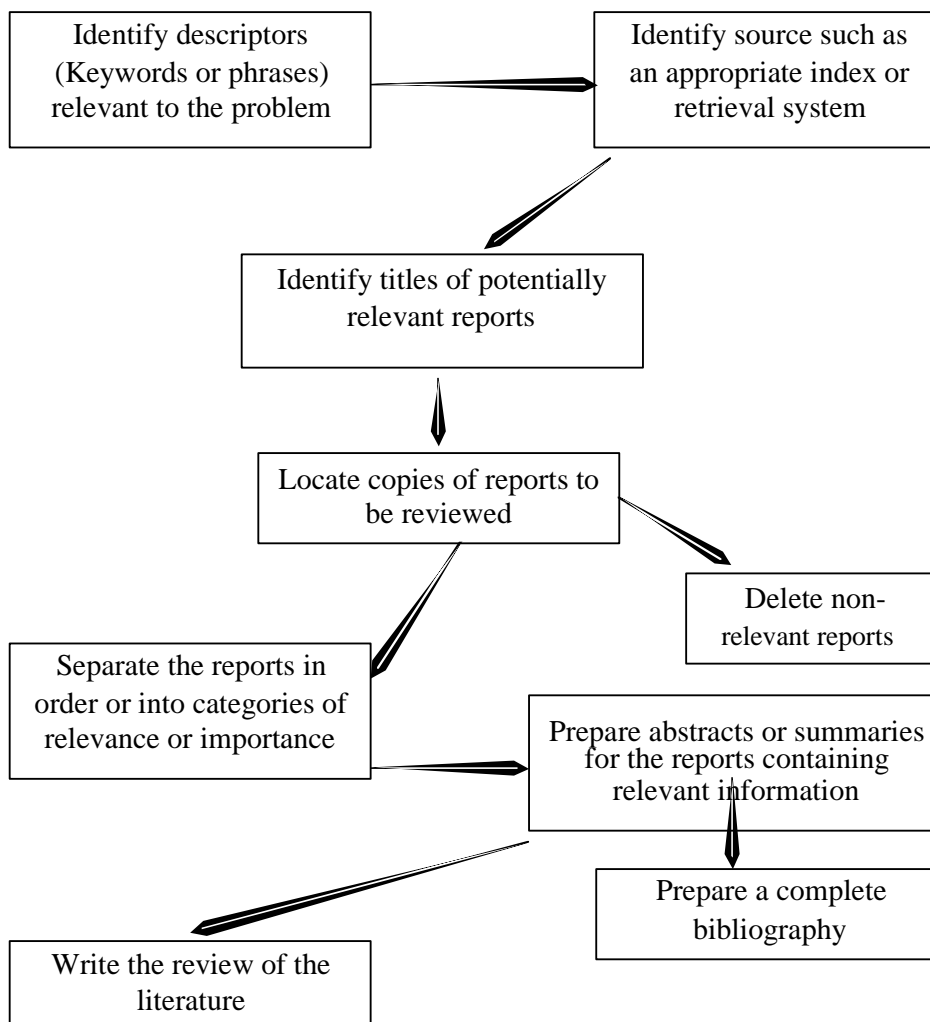 Identify descriptors
(Keywords or phrases)
relevant to the problem
Identify source such as
an appropriate index or
retrieval system
Identify titles of potentially
relevant reports
Locate copies of reports to
be reviewed
Delete non-
relevant reports
Separate the reports in
order or into categories of
relevance or importance
Prepare abstracts or summaries
for the reports containing
relevant information
Prepare a complete
bibliography
Write the review of the
literature